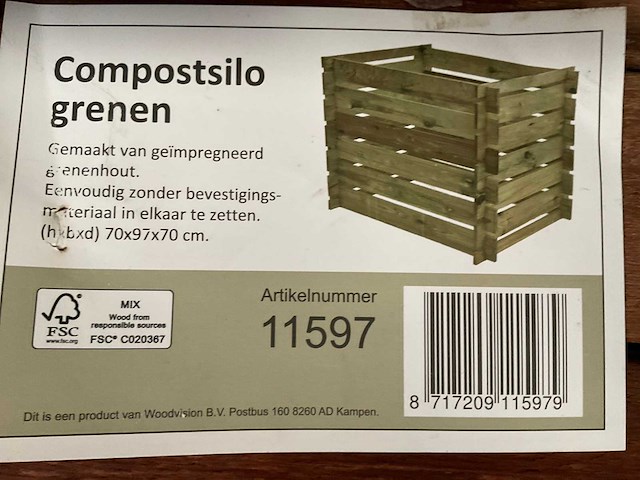 Compostsilo
grenen
Gemaakt van geïmpregneerd
grenenhout.
Eenvoudig zonder bevestigings-
materiaal in elkaar te zetten.
(hxbxd) 70x97x70 cm.
FSC
www.fsc.org
MIX
Wood from
responsible sources
FSC® C020367
Artikelnummer
11597
8 717209 115979
Dit is een product van Woodvision B.V. Postbus 160 8260 AD Kampen.